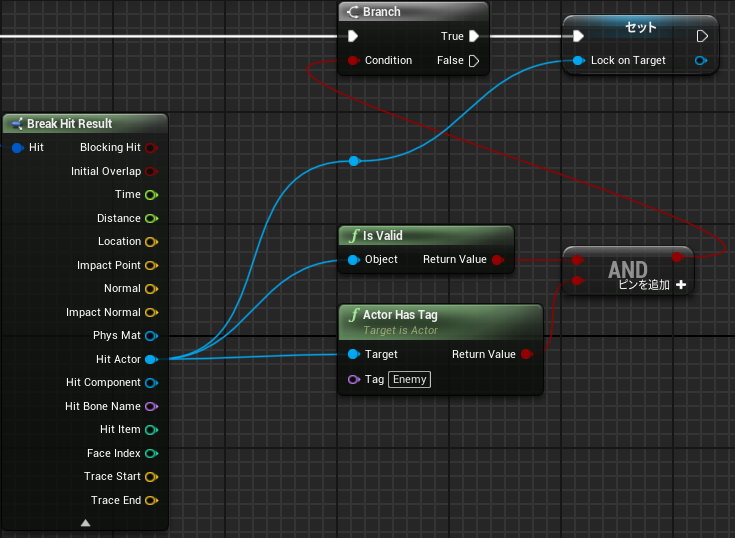 Branch
True
Condition
False
セット
Lock on Target
Break Hit Result
Hit
Blocking Hit
Initial Overlap
Time
Distance
Location
Impact Point
Normal
Impact Normal
Phys Mat
Hit Actor
Hit Component
Hit Bone Name
Hit Item
Face Index
Trace Start
Trace End
f Is Valid
Object
Return Value
f Actor Has Tag
Target is Actor
Target
Return Value
Tag Enemy
AND
ピンを追加 +